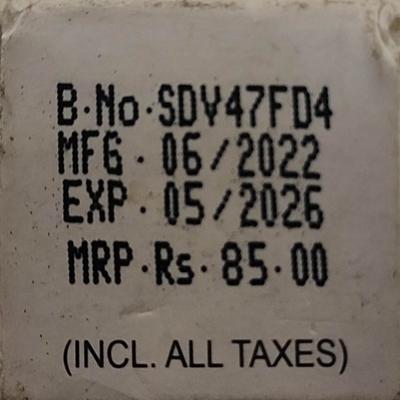 B.No.SDV47FD4
MFG. 06/2022
EXP. 05/2026
MRP.Rs.85.00
(INCL. ALL TAXES)